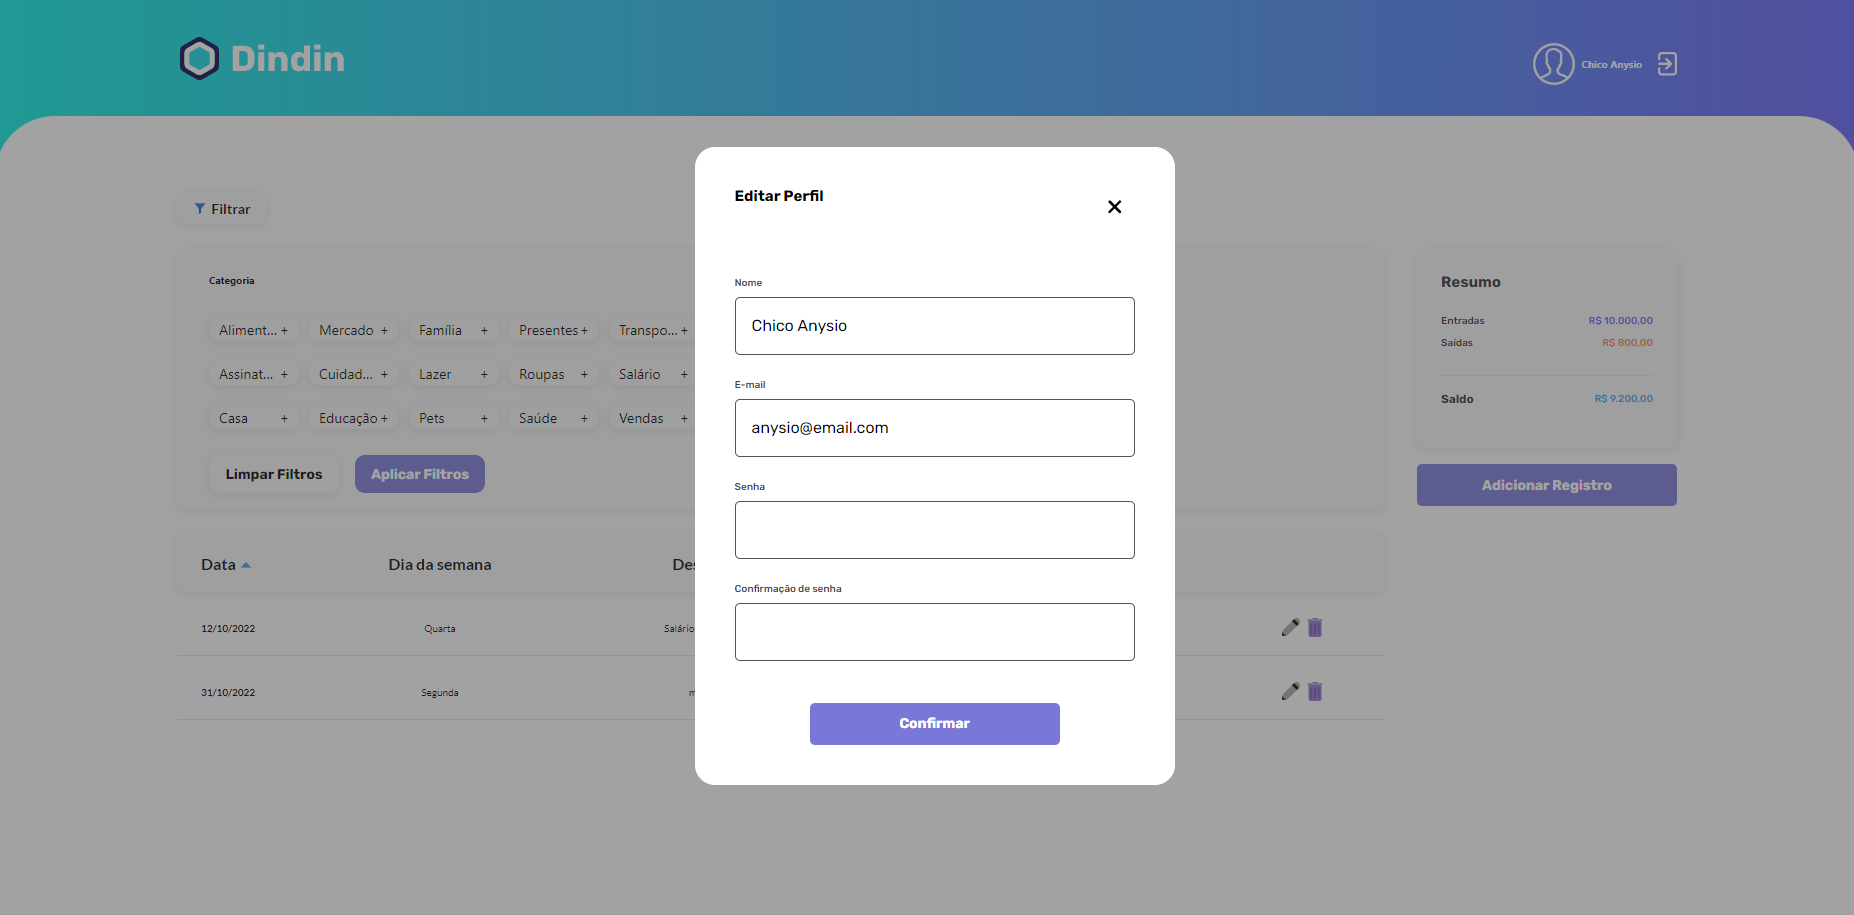 Dindin
Chico Anysio
Filtrar
Categoria
Aliment... + Mercado + Família + Presentes + Transpo... +
Assinat... + Cuidad... + Lazer + Roupas + Salário +
Casa + Educação + Pets + Saúde + Vendas +
Limpar Filtros Aplicar Filtros
Data Dia da semana Des
12/10/2022 Quarta Salário
31/10/2022 Segunda m
Editar Perfil
Nome
Chico Anysio
E-mail
anysio@email.com
Senha
Confirmação de senha
Confirmar
Resumo
Entradas R$ 10.000,00
Saídas R$ 800,00
Saldo R$ 9.200,00
Adicionar Registro